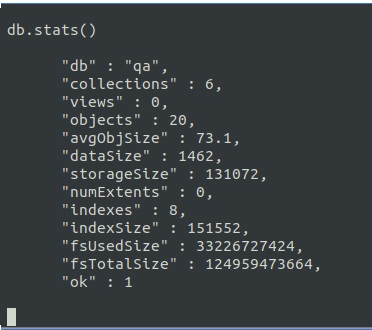 db.stats()
"db" : "qa",
"collections" : 6,
"views" : 0,
"objects" : 20,
"avgObjSize" : 73.1,
"dataSize" : 1462,
"storageSize" : 131072,
"numExtents" : 0,
"indexes" : 8,
"indexSize" : 151552,
"fsUsedSize" : 33226727424,
"fsTotalSize" : 124959473664,
"ok" : 1